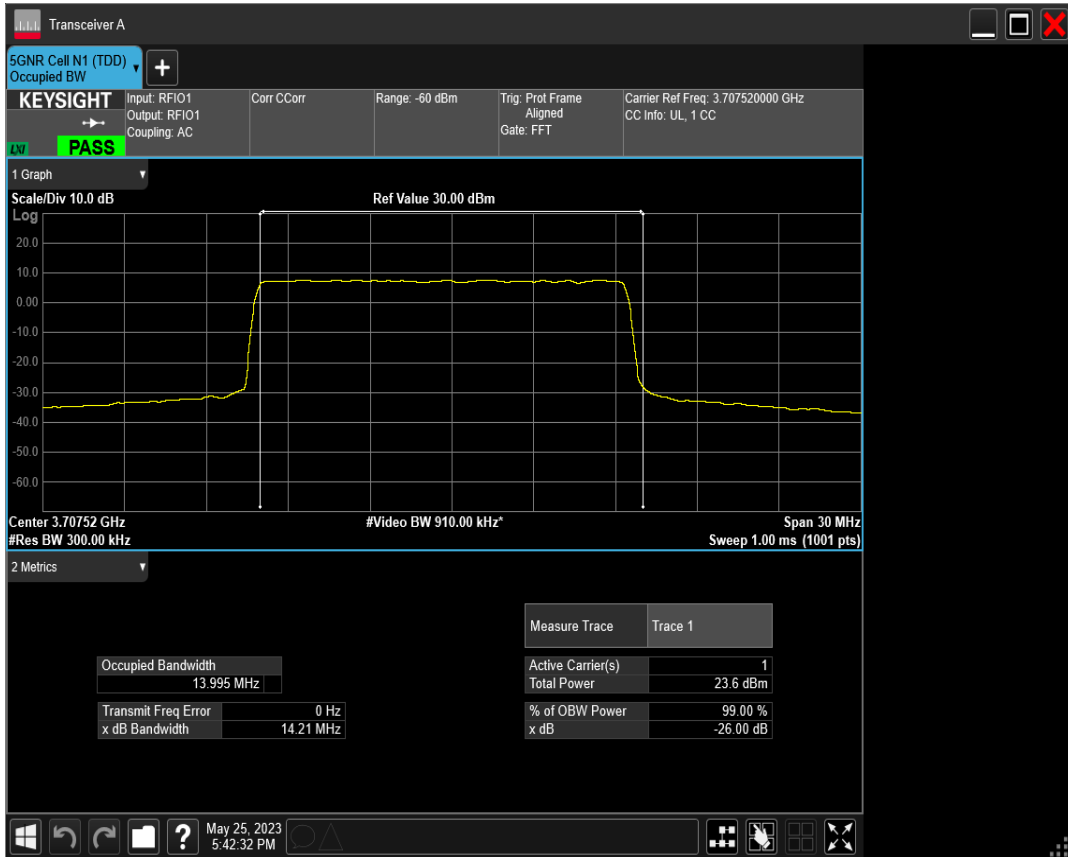 Transceiver A
5GNR Cell N1 (TDD)
Occupied BW
+
KEYSIGHT
LXI
PASS
Input: RFIO1
Output: RFIO1
Coupling: AC
Corr CCorr
Range: -60 dBm
Trig: Prot Frame
Aligned
Gate: FFT
Carrier Ref Freq: 3.707520000 GHz
CC Info: UL, 1 CC
1 Graph
Scale/Div 10.0 dB
Ref Value 30.00 dBm
Log
20.0
10.0
0.00
-10.0
-20.0
-30.0
-40.0
-50.0
-60.0
Center 3.70752 GHz
#Video BW 910.00 kHz*
Span 30 MHz
#Res BW 300.00 kHz
Sweep 1.00 ms (1001 pts)
2 Metrics
Measure Trace
Trace 1
Occupied Bandwidth
13.995 MHz
Active Carrier(s) 1
Total Power 23.6 dBm
Transmit Freq Error 0 Hz
x dB Bandwidth 14.21 MHz
% of OBW Power 99.00 %
x dB -26.00 dB
?
May 25, 2023
5:42:32 PM